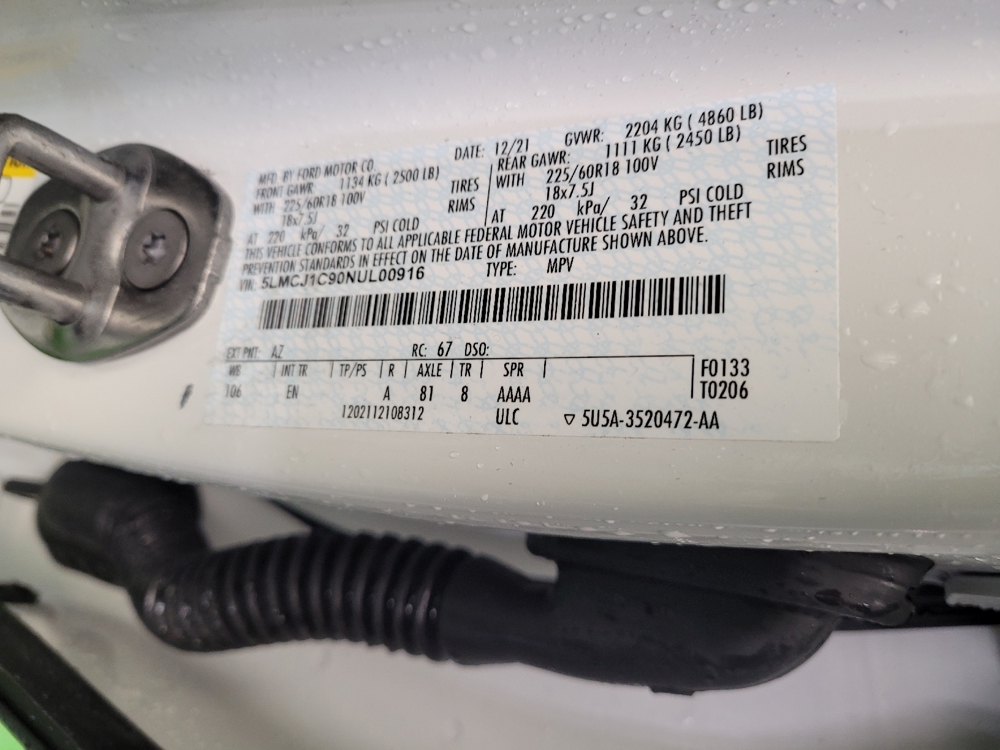 MFD. BY FORD MOTOR CO. DATE: 12/21 GVWR: 2204 KG ( 4860 LB)
FRONT GAWR: 1134 KG ( 2500 LB) REAR GAWR: 1111 KG ( 2450 LB)
WITH 225/60R18 100V TIRES WITH 225/60R18 100V TIRES
18x7.5J RIMS 18x7.5J RIMS
AT 220 kPa/ 32 PSI COLD AT 220 kPa/ 32 PSI COLD
THIS VEHICLE CONFORMS TO ALL APPLICABLE FEDERAL MOTOR VEHICLE SAFETY AND THEFT
PREVENTION STANDARDS IN EFFECT ON THE DATE OF MANUFACTURE SHOWN ABOVE.
VIN: 5LMCJ1C90NUL00916 TYPE: MPV
EXT PNT: AZ RC: 67 DSO:
WB INT TR TP/PS R AXLE TR SPR F0133
106 EN A 81 8 AAAA T0206
1202112108312 ULC ▽ 5U5A-3520472-AA